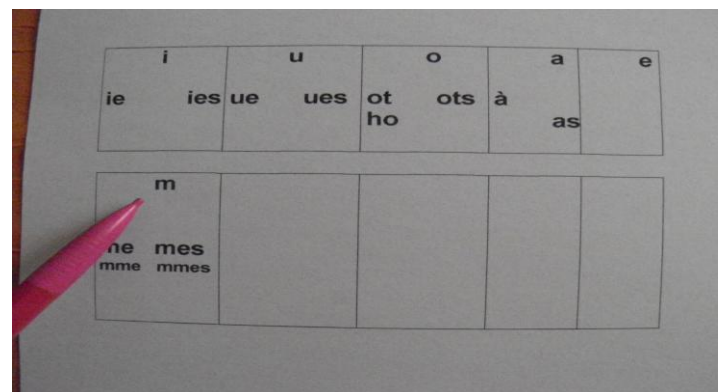 i u o a e
ie ies ue ues ot ots à
ho as
m
mes
mme mmes